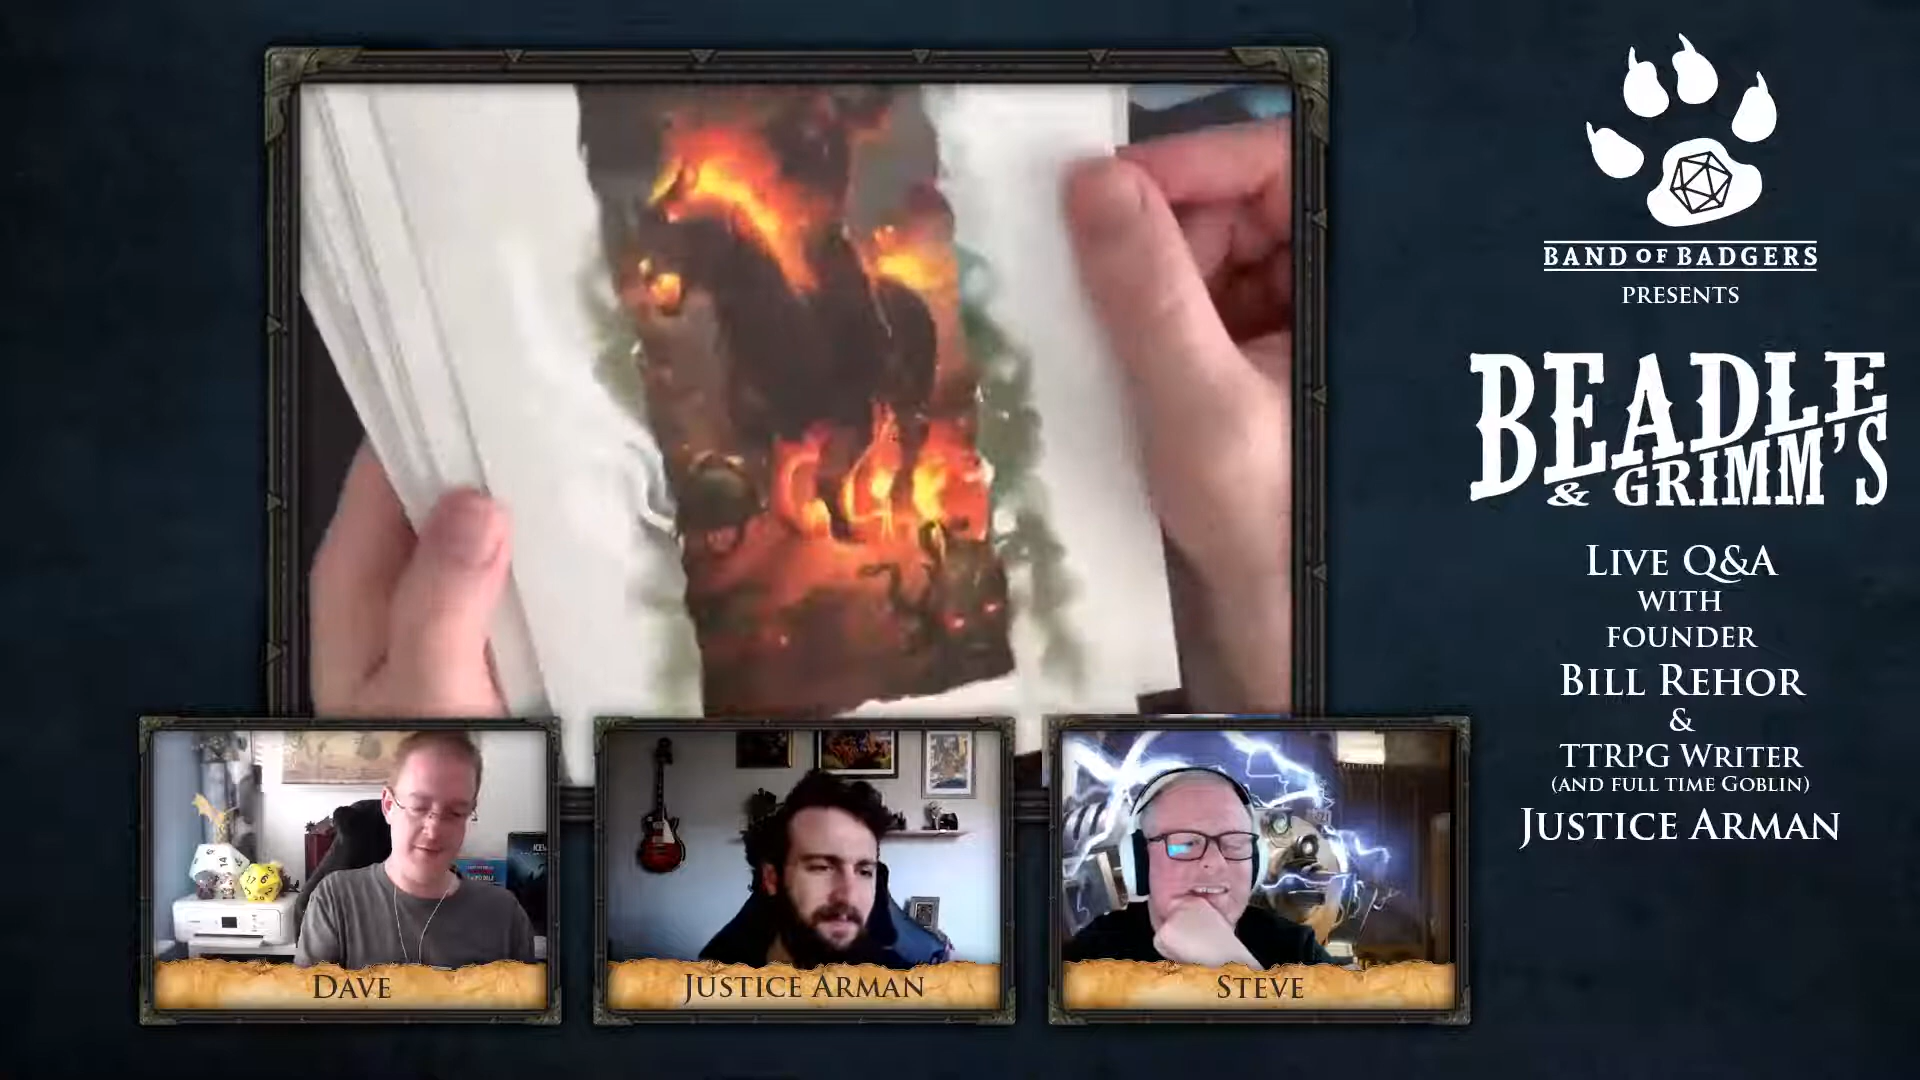 BAND OF BADGERS
PRESENTS
BEADLE
& GRIMM'S
LIVE Q&A
WITH
FOUNDER
BILL REHOR
&
TTRPG WRITER
(AND FULL TIME GOBLIN)
JUSTICE ARMAN
DAVE
JUSTICE ARMAN
STEVE